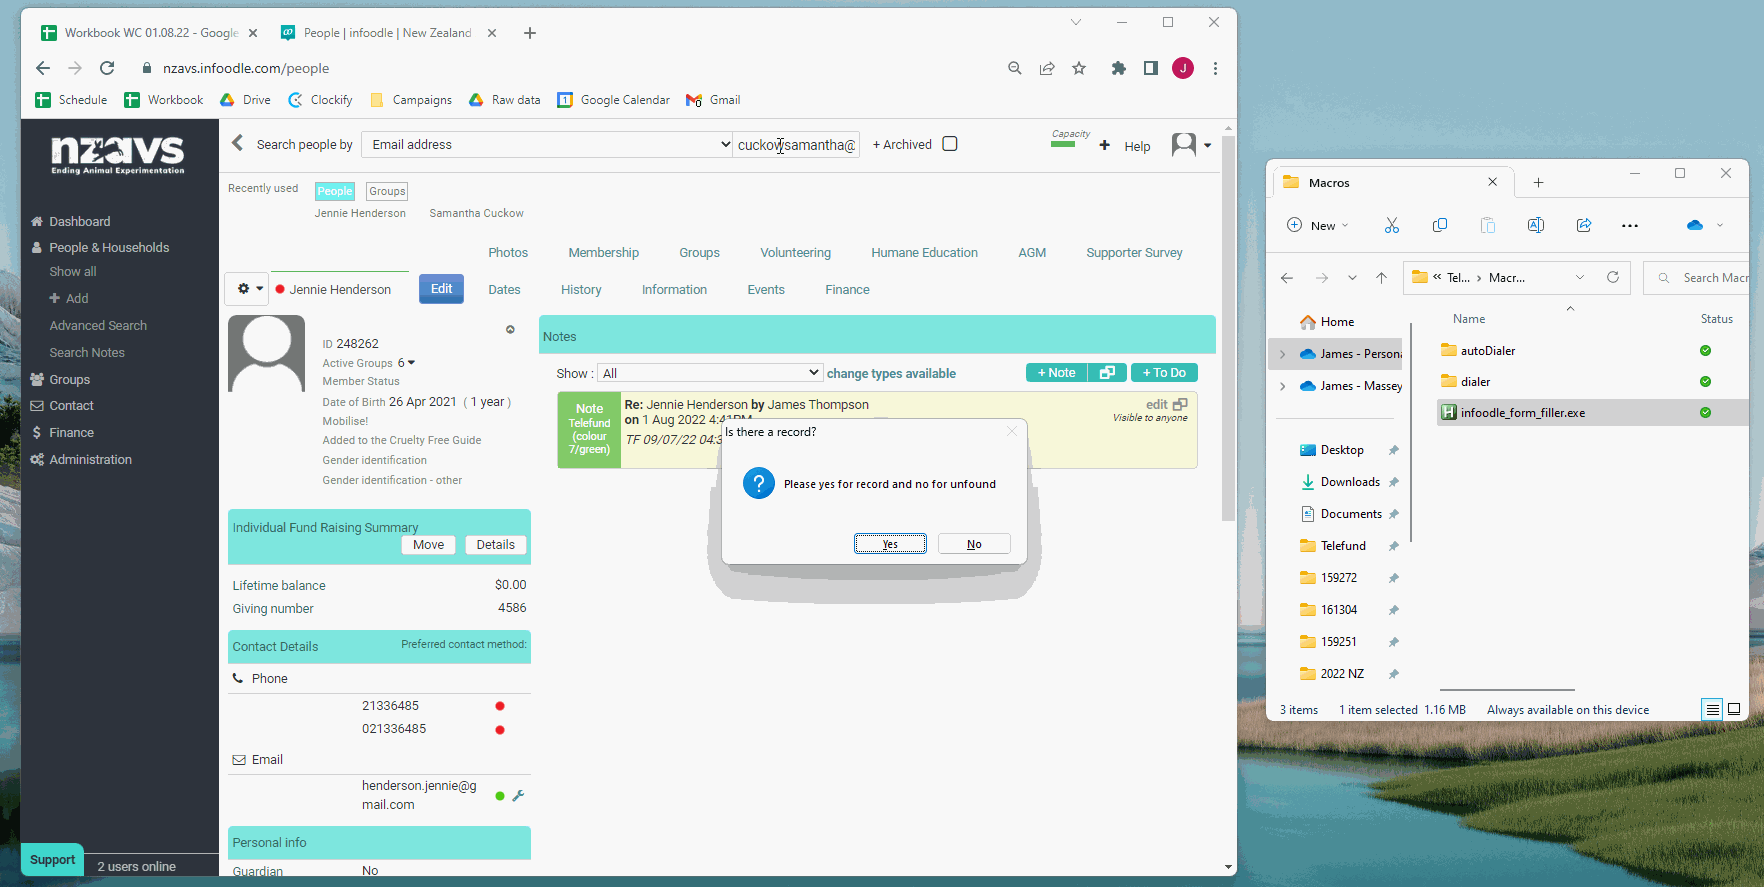 Workbook WC 01.08.22 - Google
People | infoodle | New Zealand
nzavs.infoodle.com/people
J
Schedule
Workbook
Drive
Clockify
Campaigns
Raw data
1
Google Calendar
Gmail
nzavs
Ending Animal Experimentation
Search people by
Email address
cuckowsamantha@
+ Archived
Capacity
Help
Recently used
People
Groups
Jennie Henderson
Samantha Cuckow
Dashboard
People & Households
Show all
Add
Advanced Search
Search Notes
Groups
Contact
Finance
Administration
Support
2 users online
Photos
Membership
Groups
Volunteering
Humane Education
AGM
Supporter Survey
Jennie Henderson
Edit
Dates
History
Information
Events
Finance
ID 248262
Active Groups 6
Member Status
Date of Birth 26 Apr 2021 ( 1 year )
Mobilise!
Added to the Cruelty Free Guide
Gender identification
Gender identification - other
Individual Fund Raising Summary
Move
Details
Lifetime balance $0.00
Giving number 4586
Contact Details
Preferred contact method:
Phone
21336485
021336485
Email
henderson.jennie@g
mail.com
Personal info
Guardian No
Notes
Show : All
change types available
+ Note
+ To Do
Note
Telefund
(colour
7/green)
Re: Jennie Henderson by James Thompson
on 1 Aug 2022 4:41PM
TF 09/07/22 04:3
edit
Visible to anyone
Is there a record?
?
Please yes for record and no for unfound
Yes
No
Macros
New
Tel...
Macr...
Search Macr
Home
James - Persona
James - Massey
Desktop
Downloads
Documents
Telefund
159272
161304
159251
2022 NZ
Name
Status
autoDialer
dialer
infoodle_form_filler.exe
3 items
1 item selected 1.16 MB
Always available on this device